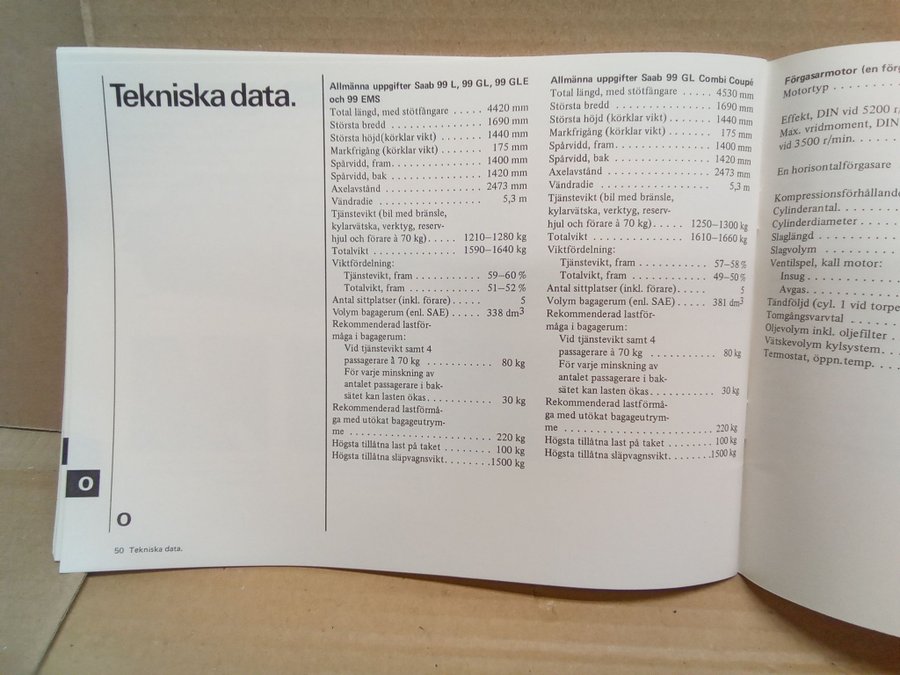 Tekniska data.
Allmänna uppgifter Saab 99 L, 99 GL, 99 GLE
och 99 EMS
Total längd, med stötfångare ..... 4420 mm
Största bredd .................. 1690 mm
Största höjd(körklar vikt) ......... 1440 mm
Markfrigång (körklar vikt) ......... 175 mm
Spårvidd, fram.................. 1400 mm
Spårvidd, bak .................. 1420 mm
Axelavstånd .................... 2473 mm
Vändradie ...................... 5,3 m
Tjänstevikt (bil med bränsle,
kylarvätska, verktyg, reserv-
hjul och förare à 70 kg)..... 1210–1280 kg
Totalvikt ................ 1590–1640 kg
Viktfördelning:
Tjänstevikt, fram ............ 59–60 %
Totalvikt, fram .............. 51–52 %
Antal sittplatser (inkl. förare)..... 5
Volym bagagerum (enl. SAE) ..... 338 dm³
Rekommenderad lastför-
måga i bagagerum:
Vid tjänstevikt samt 4
passagerare à 70 kg ............ 80 kg
För varje minskning av
antalet passagerare i bak-
sätet kan lasten ökas............ 30 kg
Rekommenderad lastförmå-
ga med utökat bagageutrym-
me ........................... 220 kg
Högsta tillåtna last på taket ........ 100 kg
Högsta tillåtna släpvagnsvikt........ 1500 kg
Allmänna uppgifter Saab 99 GL Combi Coupé
Total längd, med stötfångare ..... 4530 mm
Största bredd .................. 1690 mm
Största höjd (körklar vikt) ......... 1440 mm
Markfrigång (körklar vikt) ......... 175 mm
Spårvidd, fram.................. 1400 mm
Spårvidd, bak .................. 1420 mm
Axelavstånd .................... 2473 mm
Vändradie ...................... 5,3 m
Tjänstevikt (bil med bränsle,
kylarvätska, verktyg, reserv-
hjul och förare à 70 kg)..... 1250–1300 kg
Totalvikt ................ 1610–1660 kg
Viktfördelning:
Tjänstevikt, fram ............ 57–58 %
Totalvikt, fram .............. 49–50 %
Antal sittplatser (inkl. förare)..... 5
Volym bagagerum (enl. SAE)..... 381 dm³
Rekommenderad lastför-
måga i bagagerum:
Vid tjänstevikt samt 4
passagerare à 70 kg ............ 80 kg
För varje minskning av
antalet passagerare i bak-
sätet kan lasten ökas............ 30 kg
Rekommenderad lastförmå-
ga med utökat bagageutrym-
me ........................... 220 kg
Högsta tillåtna last på taket ........ 100 kg
Högsta tillåtna släpvagnsvikt........ 1500 kg
O
O
50 Tekniska data.
Förgasarmotor (en
Motortyp ..........
Effekt, DIN vid 5200
Max. vridmoment, DIN
vid 3500 r/min. .......
En horisontalförgasare
Cylinderantal. ........
Cylinderdiameter .....
Slaglängd ..........
Slagvolym ..........
Ventilspel, kall motor:
Insug.............
Avgas.............
Tändföljd (cyl. 1 vid
Tomgångsvarvtal .......
Oljevolym inkl. oljefilter .
Vätskevolym kylsystem. .
Termostat, öppn.temp. ...